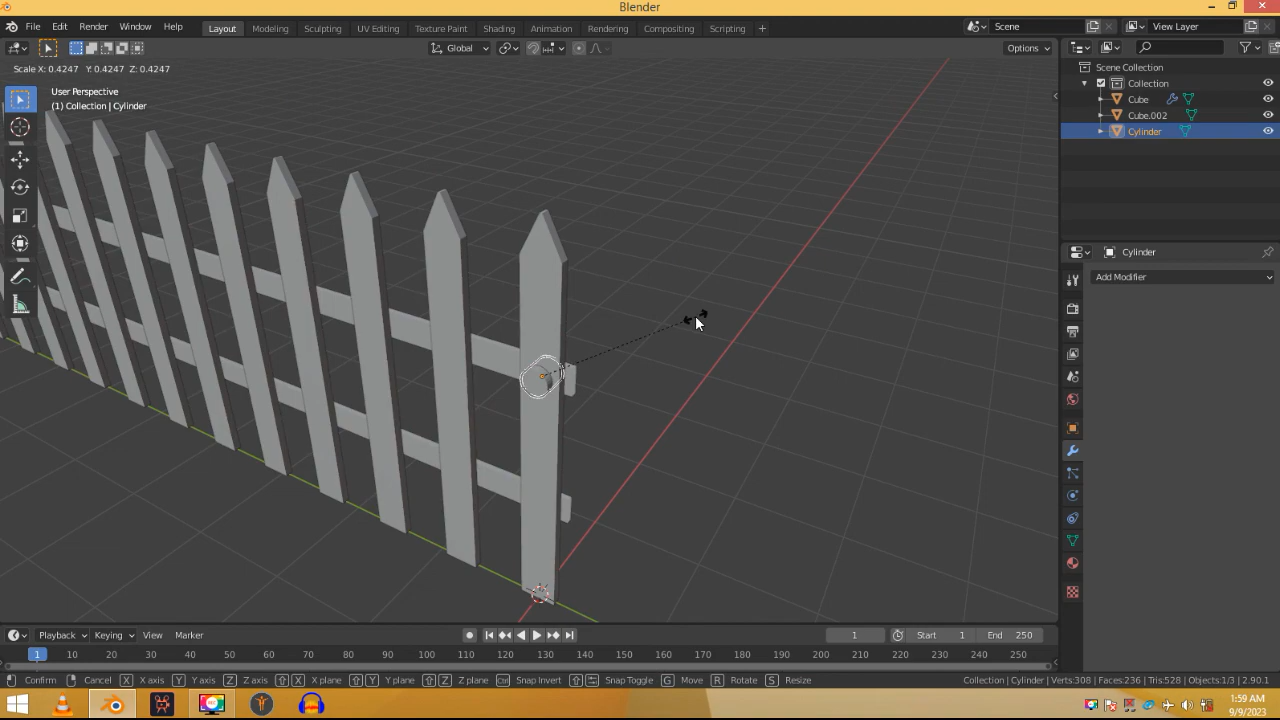 Blender
File Edit Render Window Help
Layout Modeling Sculpting UV Editing Texture Paint Shading Animation Rendering Compositing Scripting +
Scene
View Layer
Global
Options
Scale X: 0.4247 Y: 0.4247 Z: 0.4247
User Perspective
(1) Collection | Cylinder
Scene Collection
Collection
Cube
Cube.002
Cylinder
Cylinder
Add Modifier
Playback Keying View Marker
1
Start 1
End 250
1 10 20 30 40 50 60 70 80 90 100 110 120 130 140 150 160 170 180 190 200 210 220 230 240 250
Confirm Cancel X X axis Y Y axis Z Z axis X X plane Y Y plane Z Z plane Ctrl Snap Invert Snap Toggle G Move R Rotate S Resize
Collection | Cylinder | Verts:308 | Faces:236 | Tris:528 | Objects:1/3 | 2.90.1
1:59 AM
9/9/2023